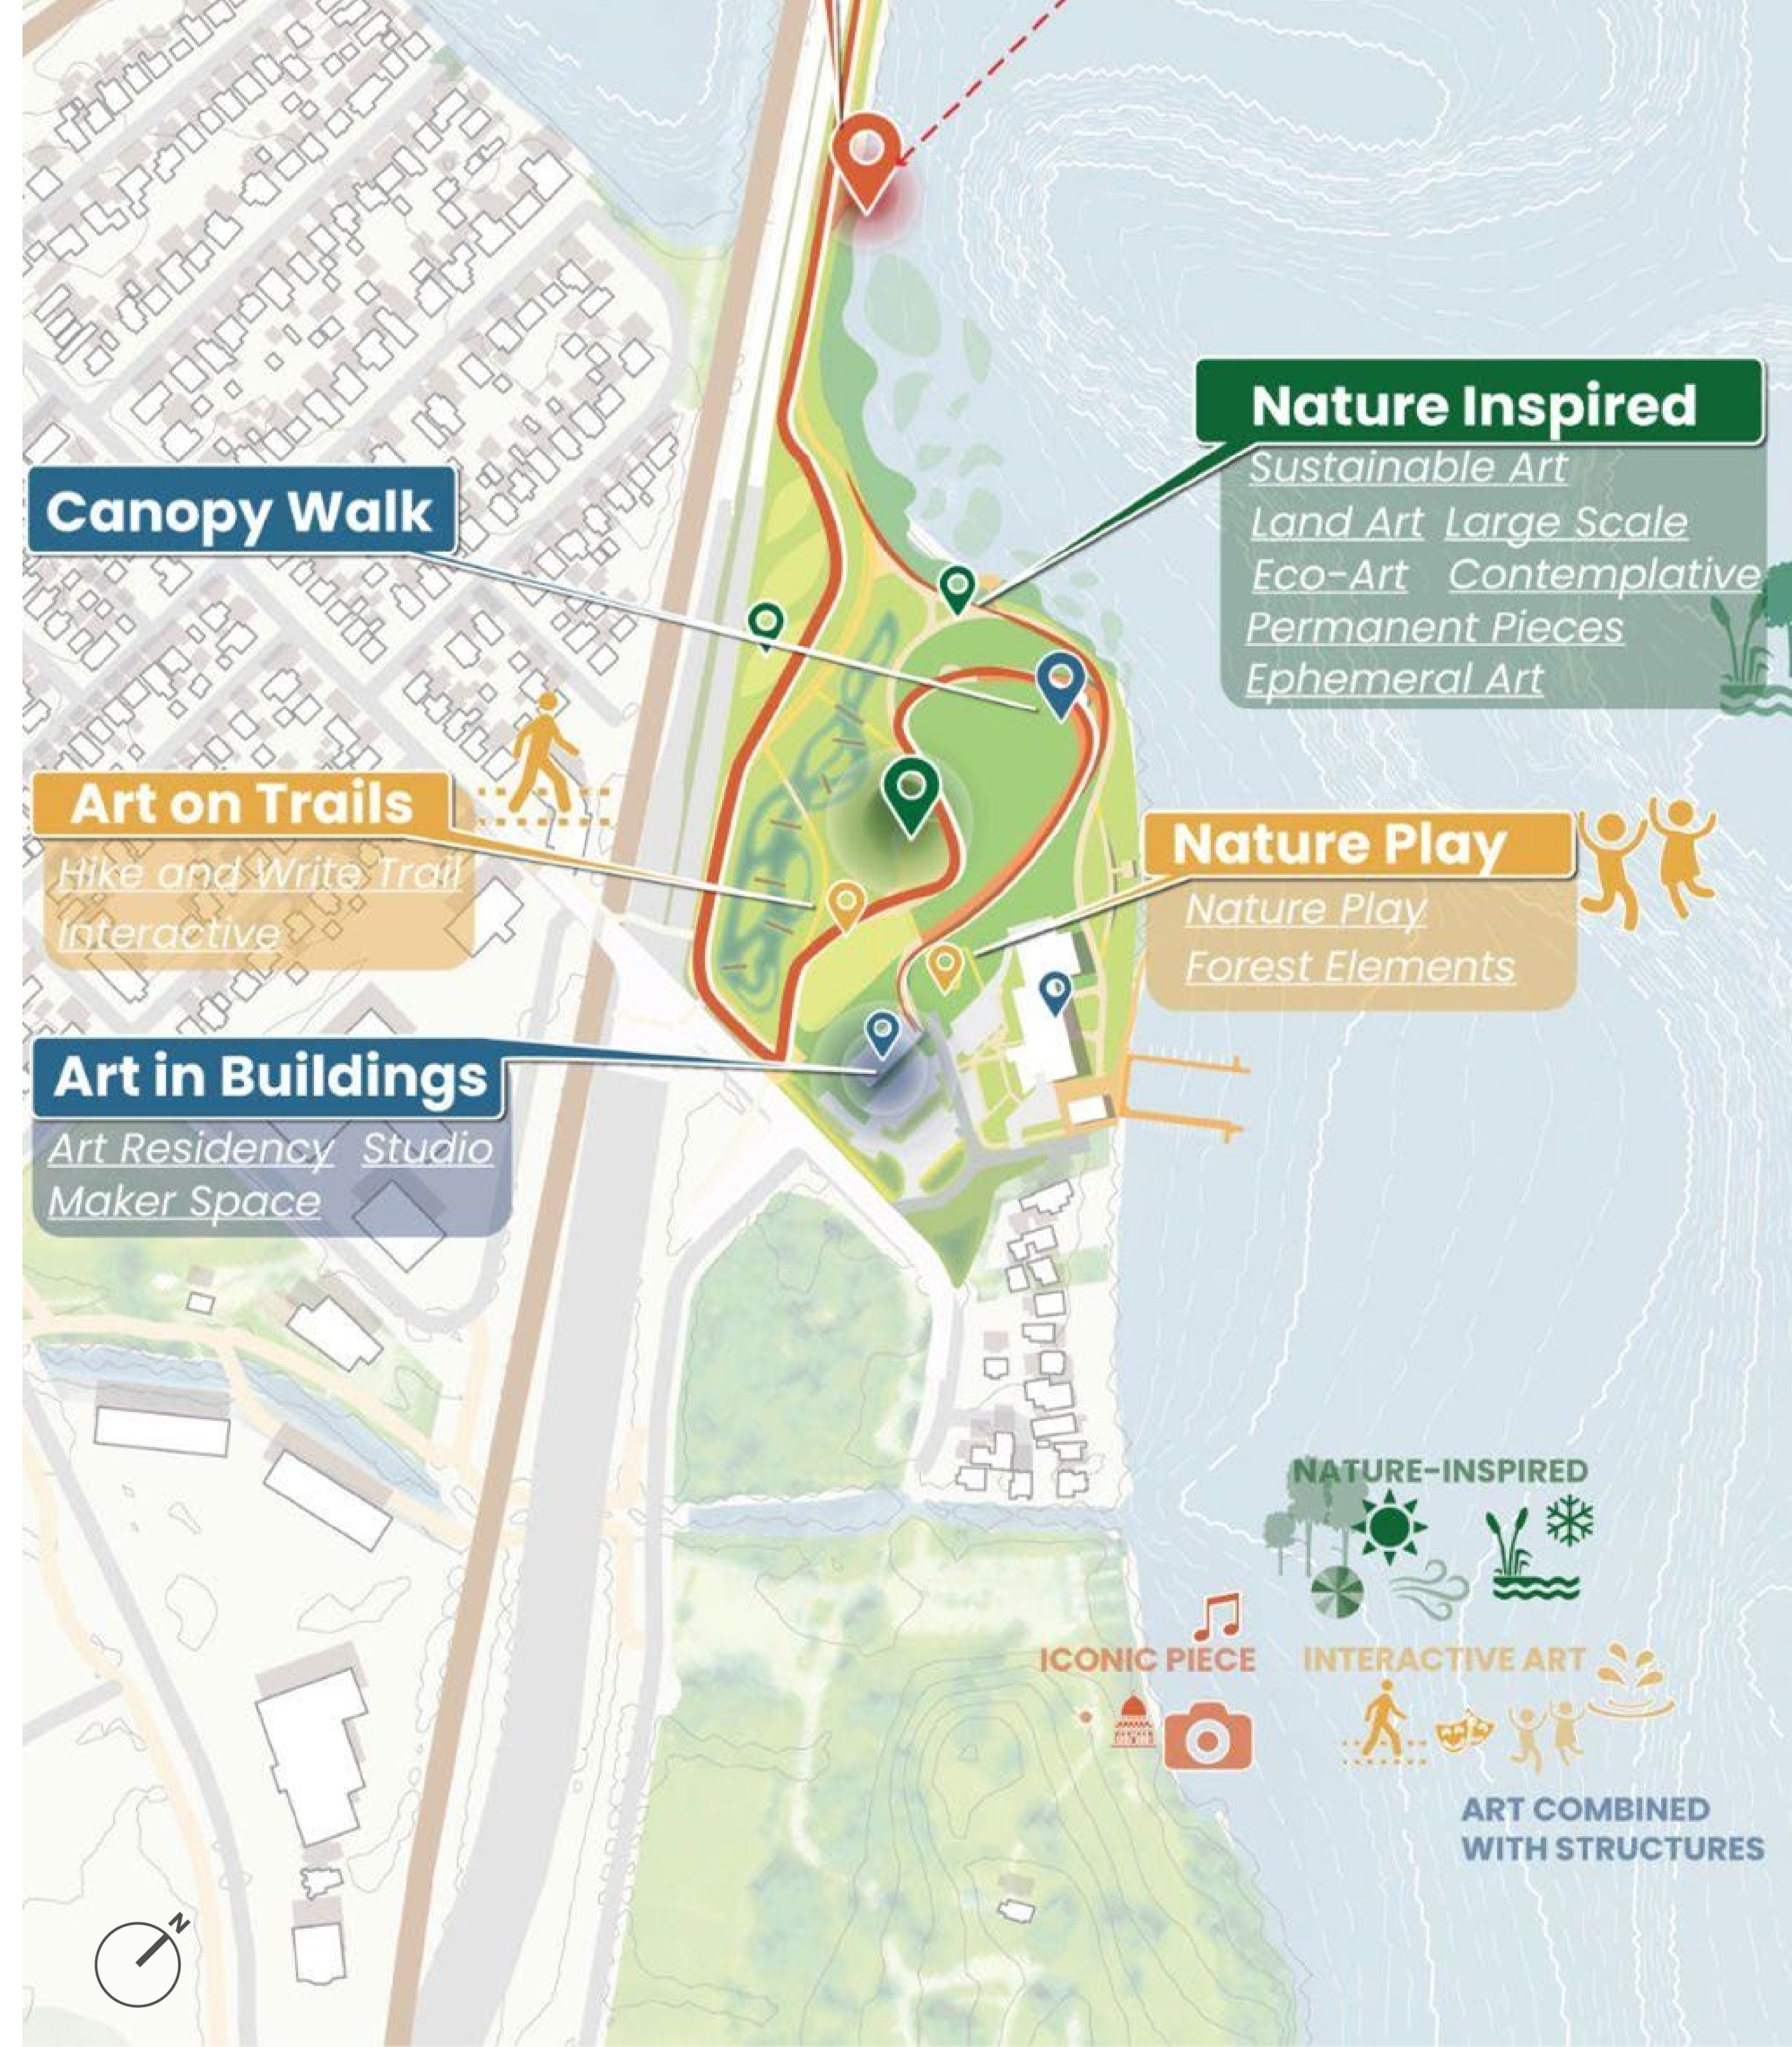 Nature Inspired
Sustainable Art
Land Art Large Scale
Eco-Art Contemplative
Permanent Pieces
Ephemeral Art
Canopy Walk
Art on Trails
Hike and Write Trail
Interactive
Nature Play
Nature Play
Forest Elements
Art in Buildings
Art Residency Studio
Maker Space
NATURE-INSPIRED
ICONIC PIECE
INTERACTIVE ART
ART COMBINED
WITH STRUCTURES
N